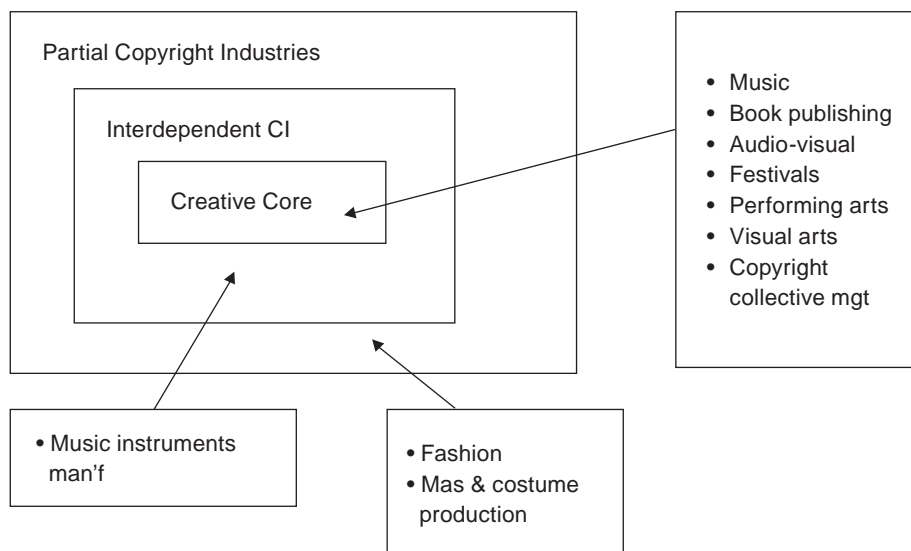 Partial Copyright Industries
Interdependent CI
Creative Core
• Music
• Book publishing
• Audio-visual
• Festivals
• Performing arts
• Visual arts
• Copyright
collective mgt
• Music instruments
man’f
• Fashion
• Mas & costume
production